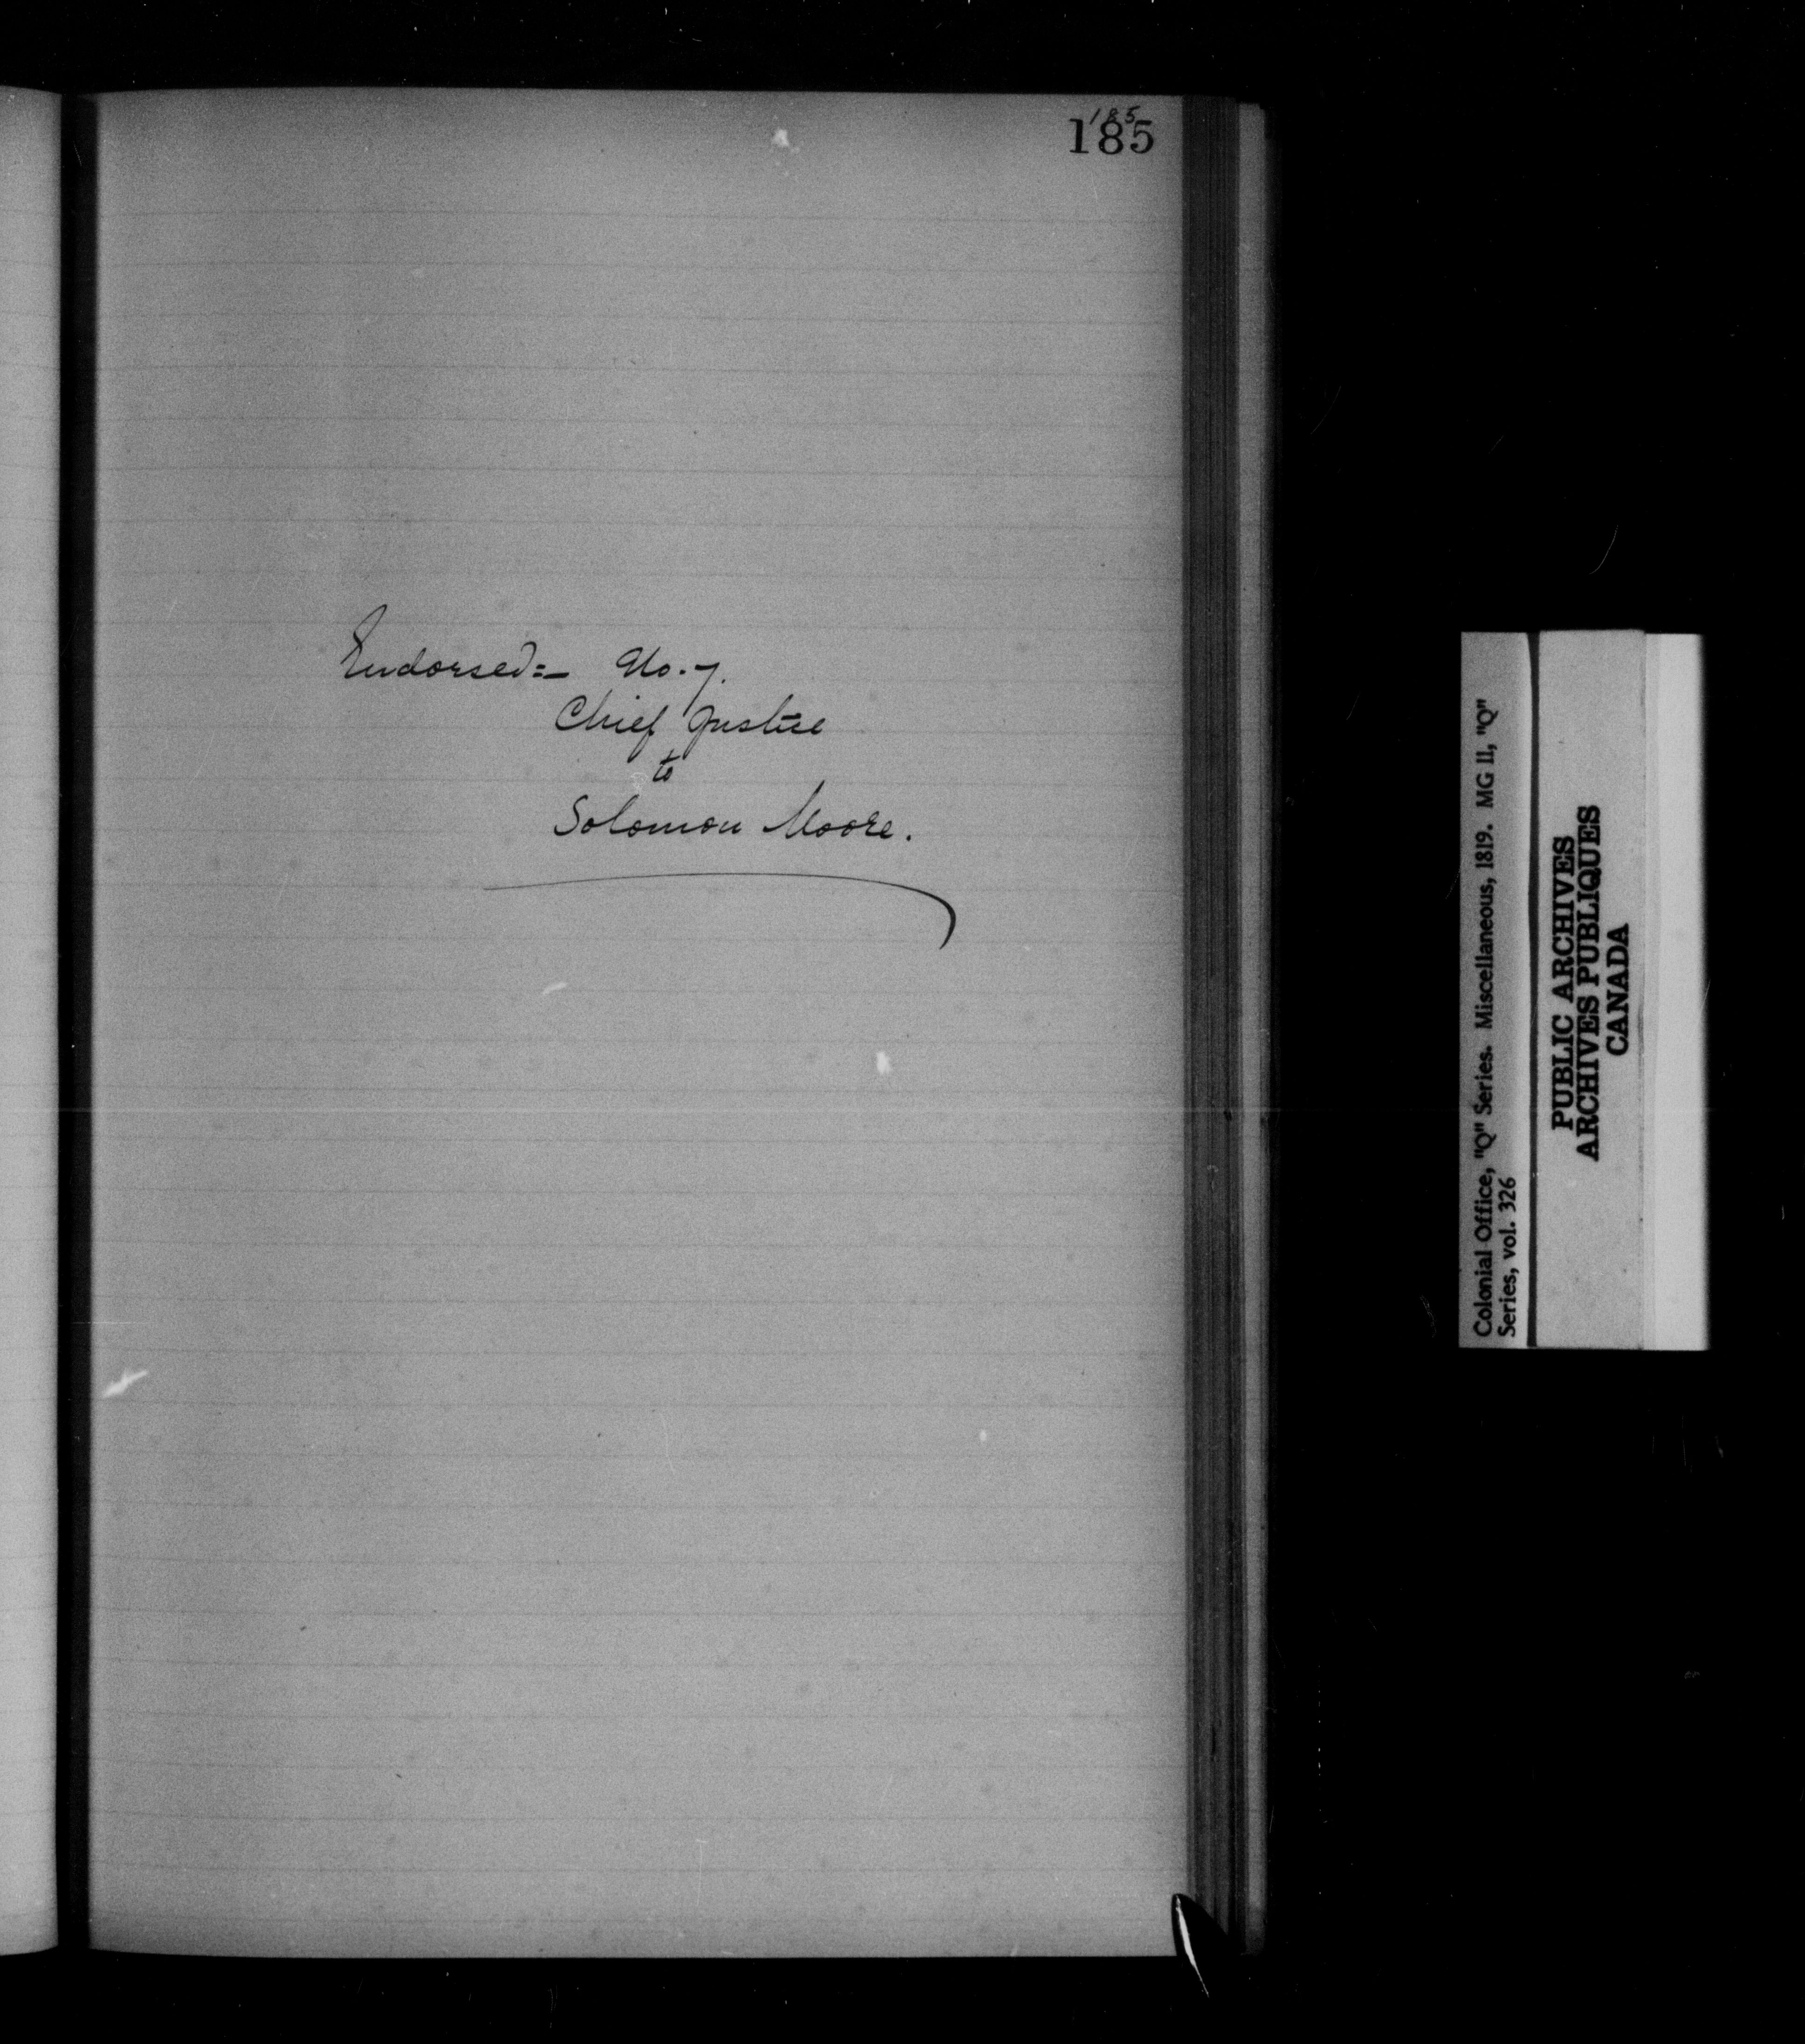 185
185
Endorsed:- No. 7.
Chief Justice
to
Solomon Moore.
Colonial Office, "Q" Series. Miscellaneous, 1819. MG 11, "Q"
Series, vol. 326
PUBLIC ARCHIVES
ARCHIVES PUBLIQUES
CANADA